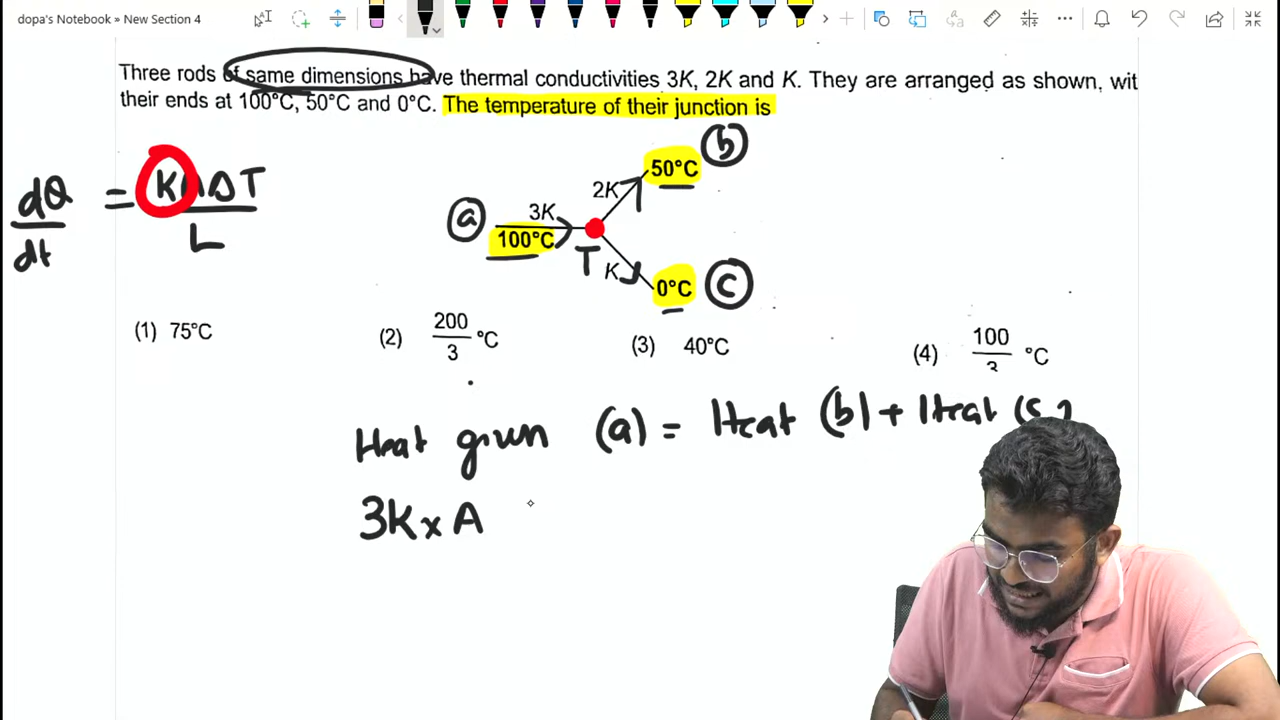 dopa's Notebook » New Section 4
Three rods of same dimensions have thermal conductivities 3K, 2K and K. They are arranged as shown, wit
their ends at 100°C, 50°C and 0°C. The temperature of their junction is
dQ/dt = KAΔT/L
(a)
3K
100°C
T
2K
50°C
(b)
K
0°C
(c)
(1) 75°C
(2) 200/3 °C
(3) 40°C
(4) 100/3 °C
Heat given (a) = Heat (b) + Heat
3K x A